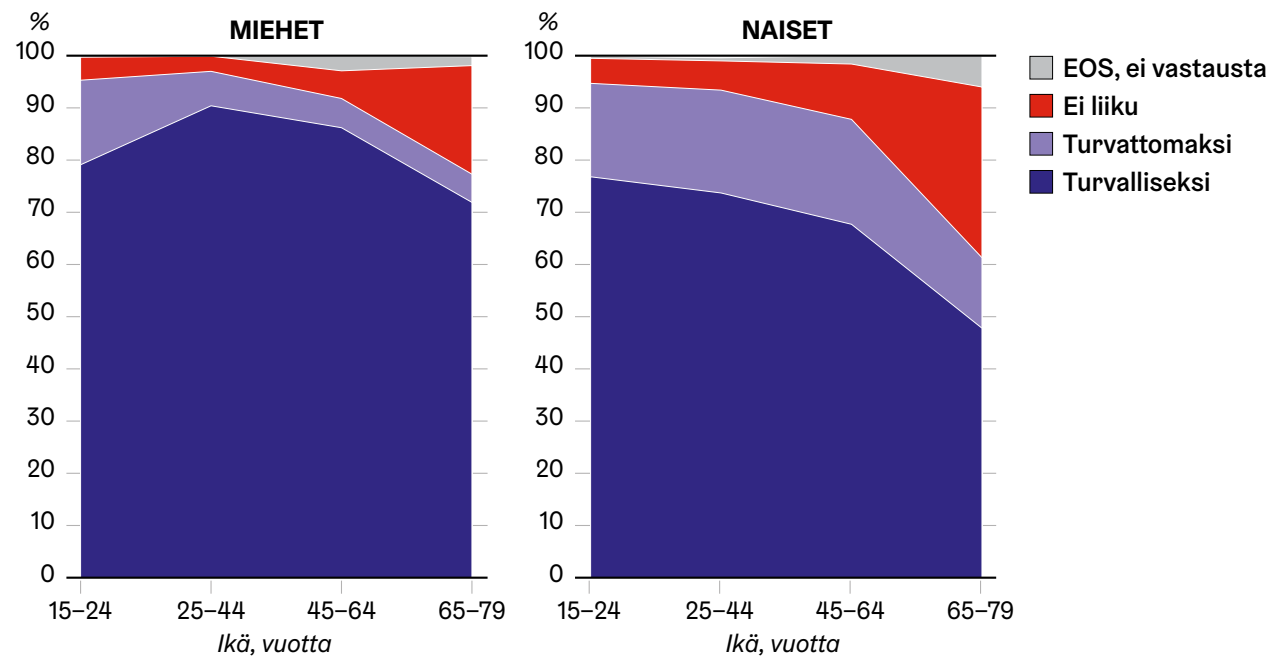 %
MIEHET
100
90
80
70
60
50
40
30
20
10
0
15–24 25–44 45–64 65–79
Ikä, vuotta
%
NAISET
100
90
80
70
60
50
40
30
20
10
0
15–24 25–44 45–64 65–79
Ikä, vuotta
EOS, ei vastausta
Ei liiku
Turvattomaksi
Turvalliseksi